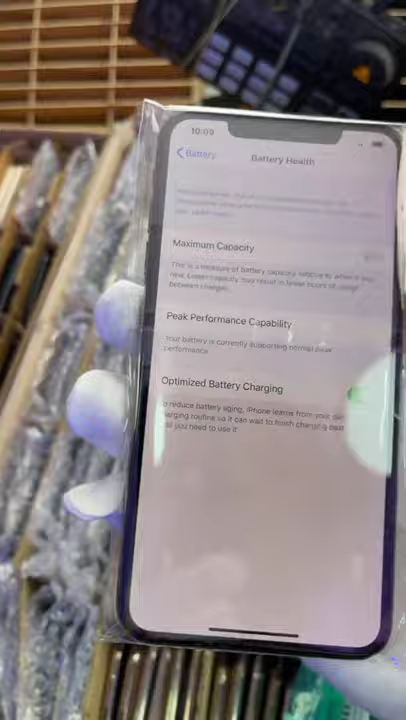 10:09
Battery
Battery Health
Maximum Capacity
This is a measure of battery capacity relative to when it was
new. Lower capacity may result in fewer hours of usage
between charges.
Peak Performance Capability
Your battery is currently supporting normal peak
performance.
Optimized Battery Charging
To reduce battery aging, iPhone learns from your
charging routine so it can wait to finish charging past
you need to use it.